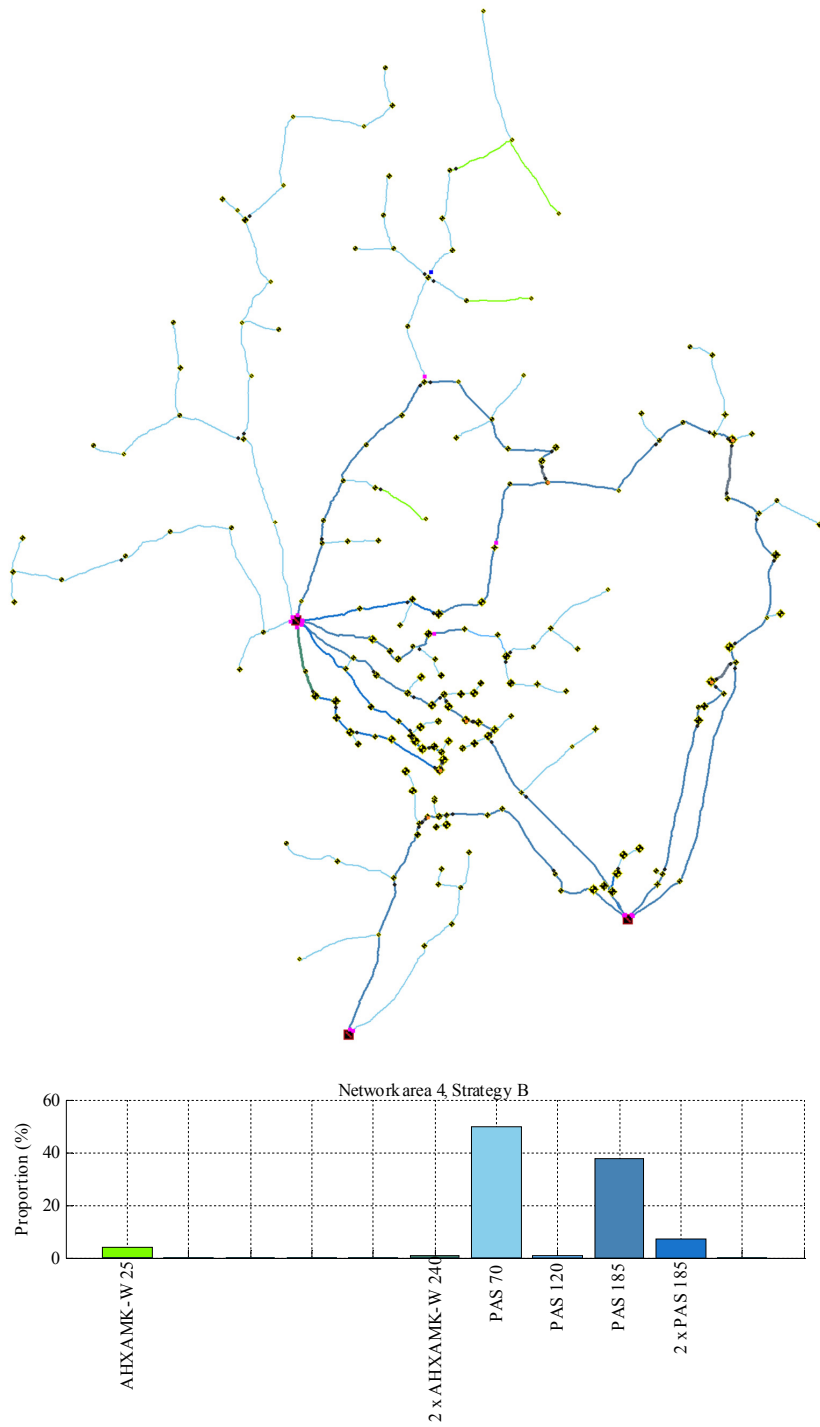 Network area 4, Strategy B
Proportion (%)
60
40
20
0
AHXAMK-W 25
2 x AHXAMK-W 240
PAS 70
PAS 120
PAS 185
2 x PAS 185